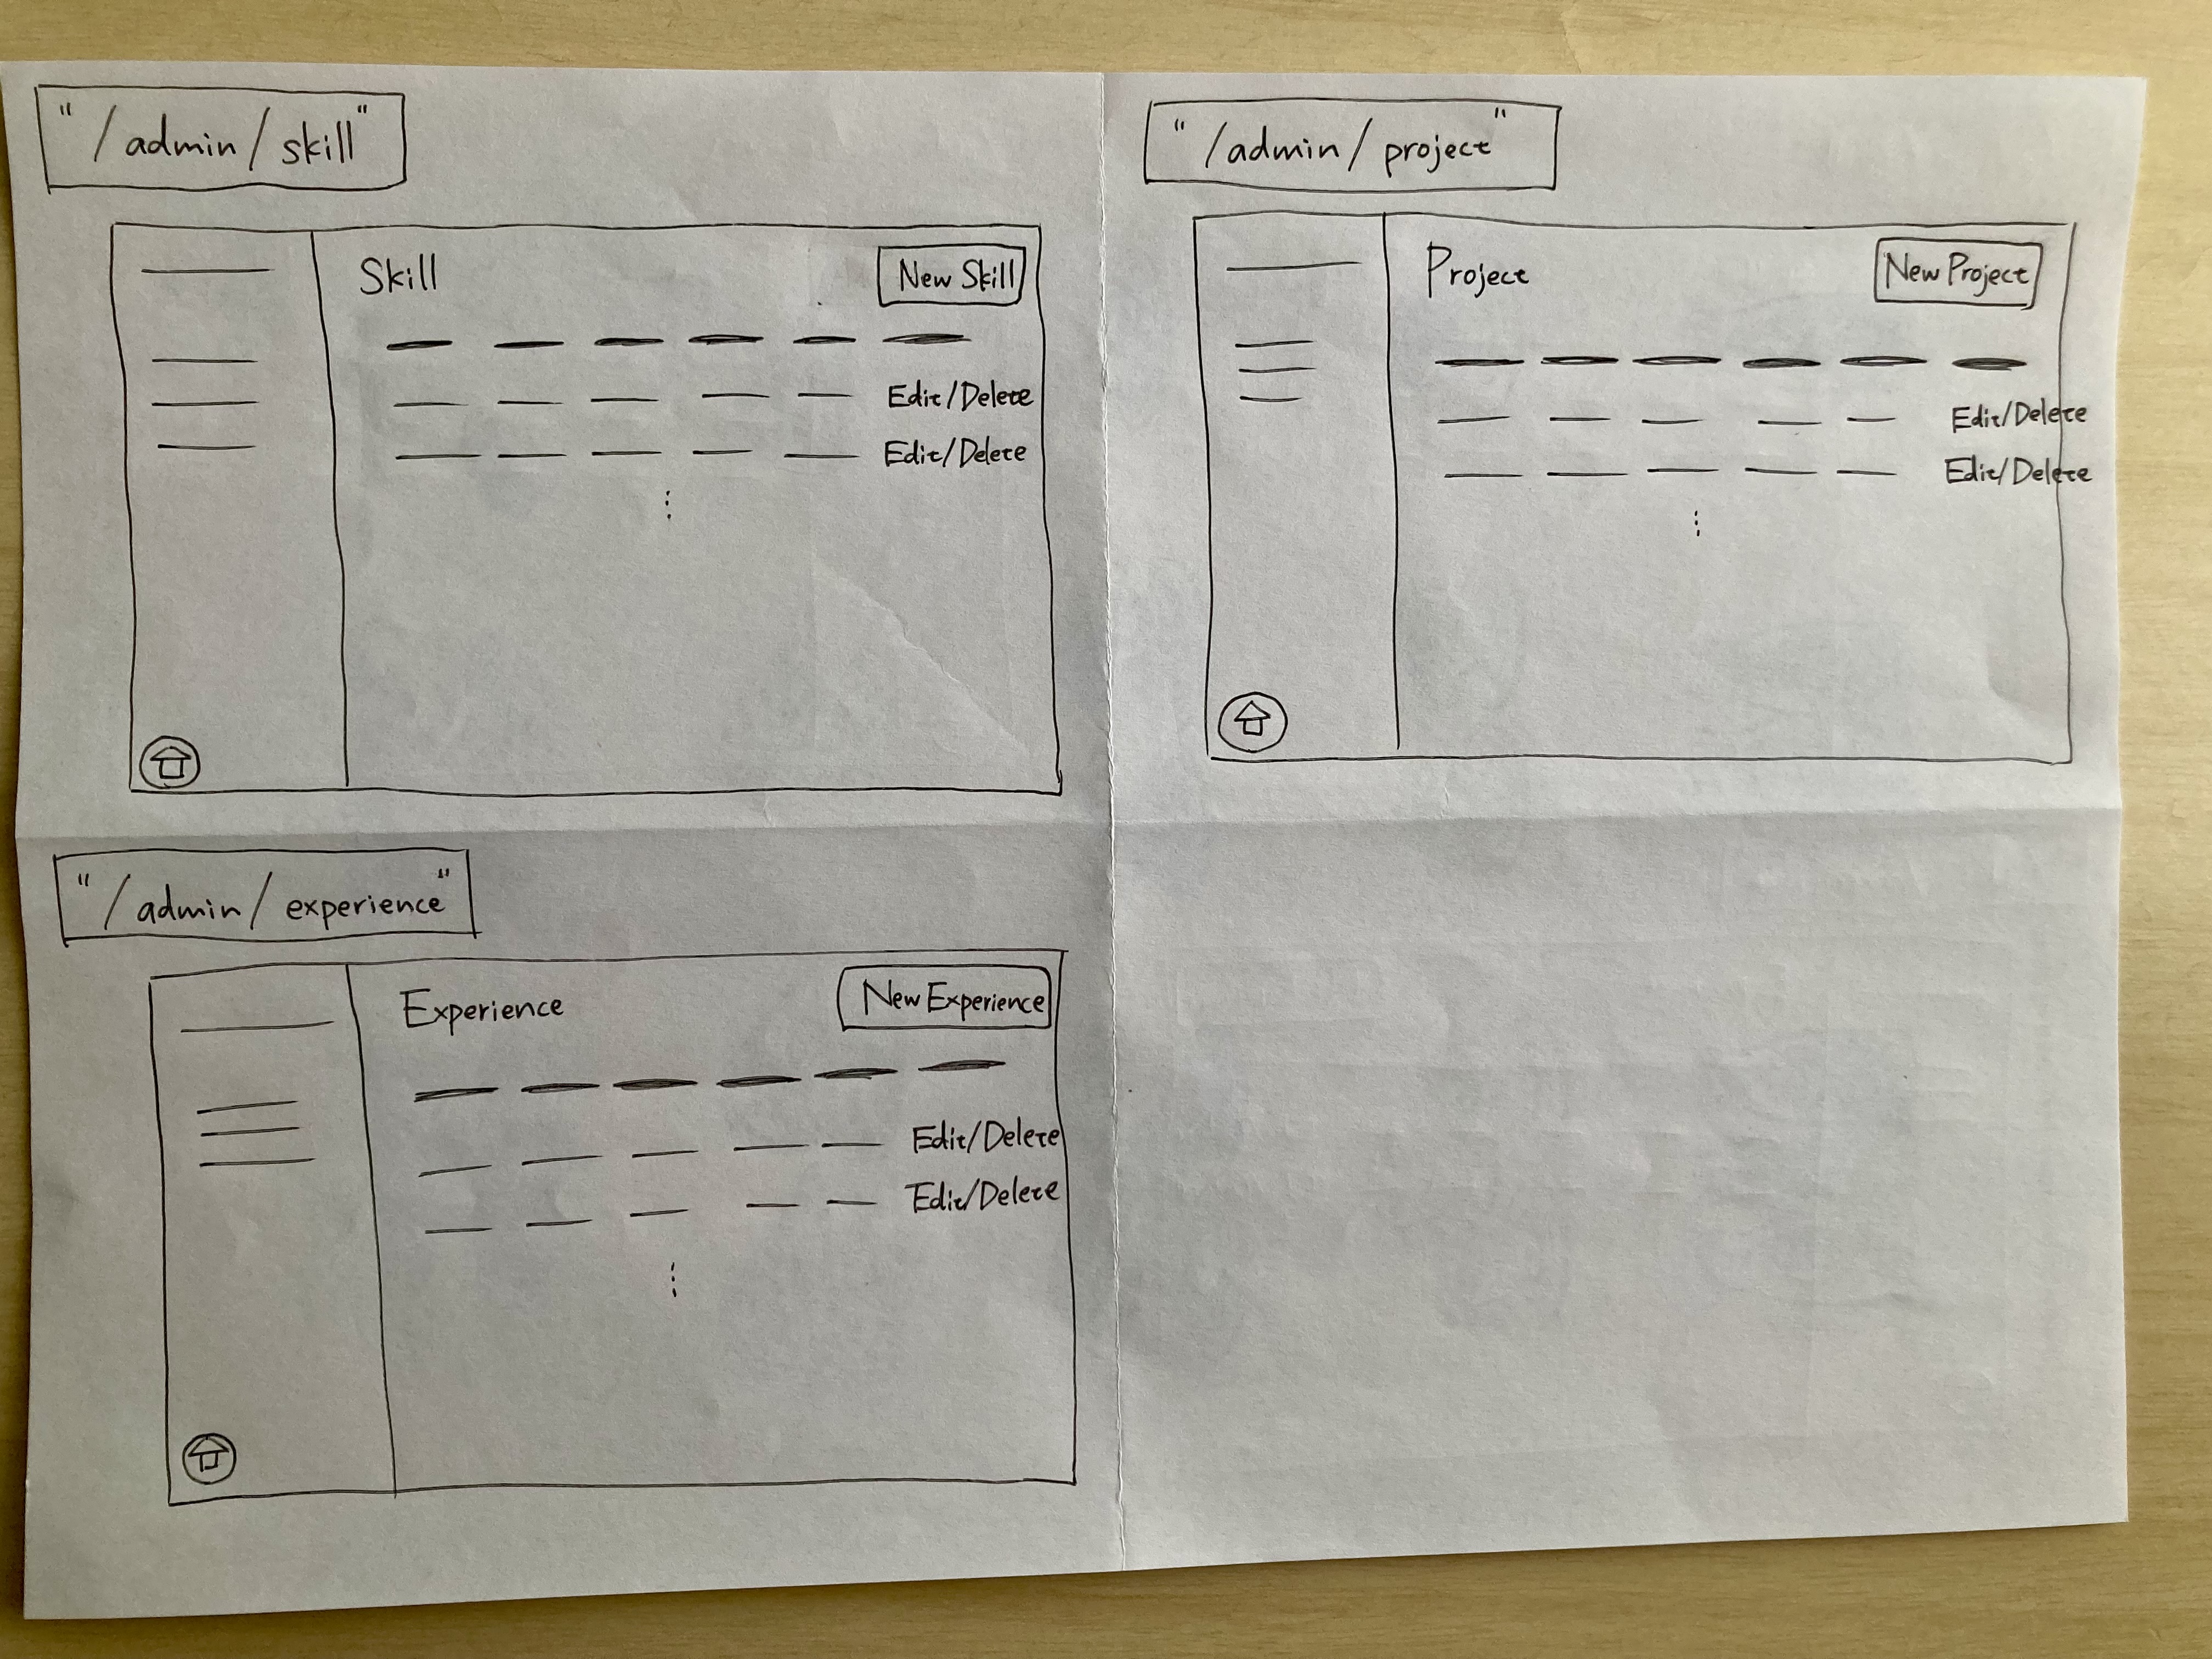 "/admin/skill"
Skill
New Skill
Edit/Delete
Edit/Delete
"/admin/project"
Project
New Project
Edit/Delete
Edit/Delete
"/admin/experience"
Experience
New Experience
Edit/Delete
Edit/Delete